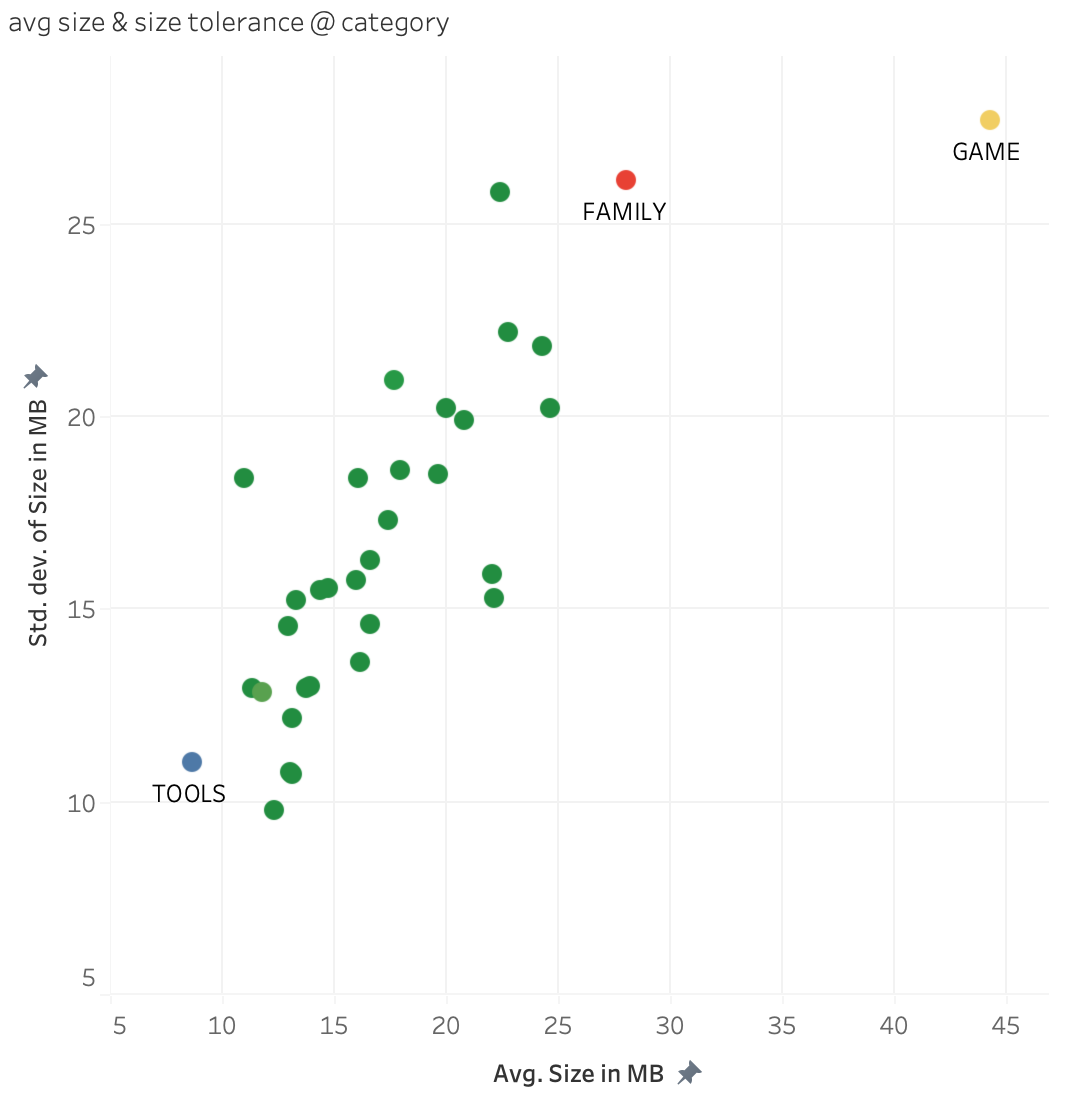 avg size & size tolerance @ category
GAME
FAMILY
25
20
Std. dev. of Size in MB
15
TOOLS
10
5
5 10 15 20 25 30 35 40 45
Avg. Size in MB